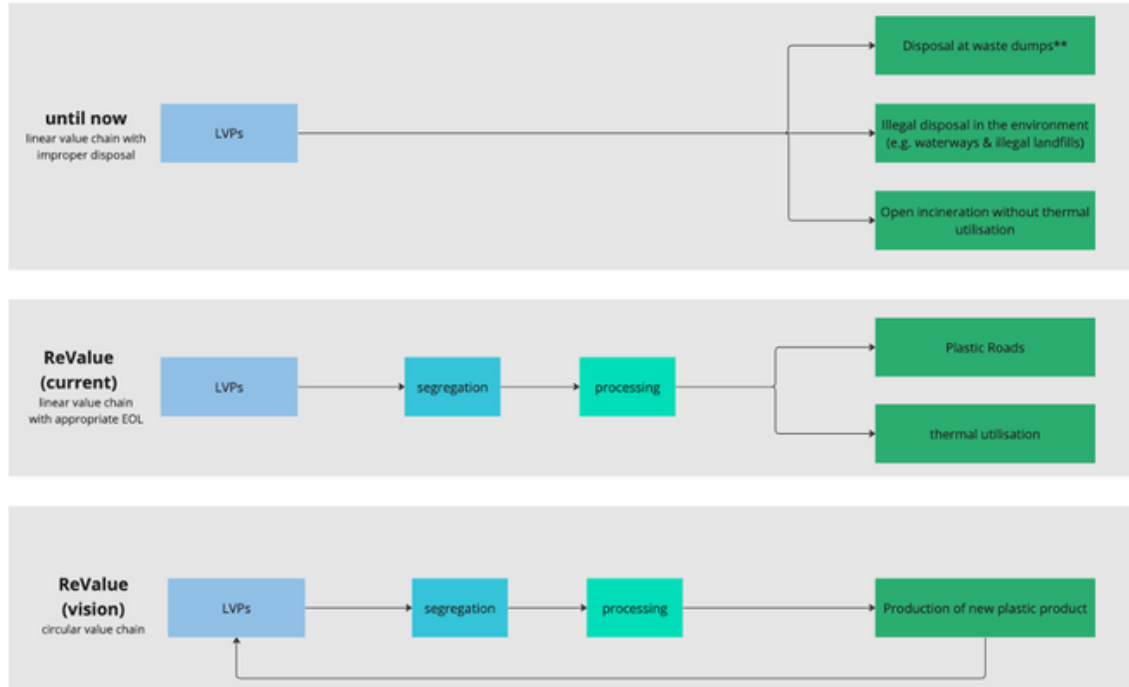 until now
linear value chain with
improper disposal
LVPs
Disposal at waste dumps**
Illegal disposal in the environment
(e.g. waterways & illegal landfills)
Open incineration without thermal
utilisation
ReValue
(current)
linear value chain
with appropriate EOL
LVPs
segregation
processing
Plastic Roads
thermal utilisation
ReValue
(vision)
circular value chain
LVPs
segregation
processing
Production of new plastic product